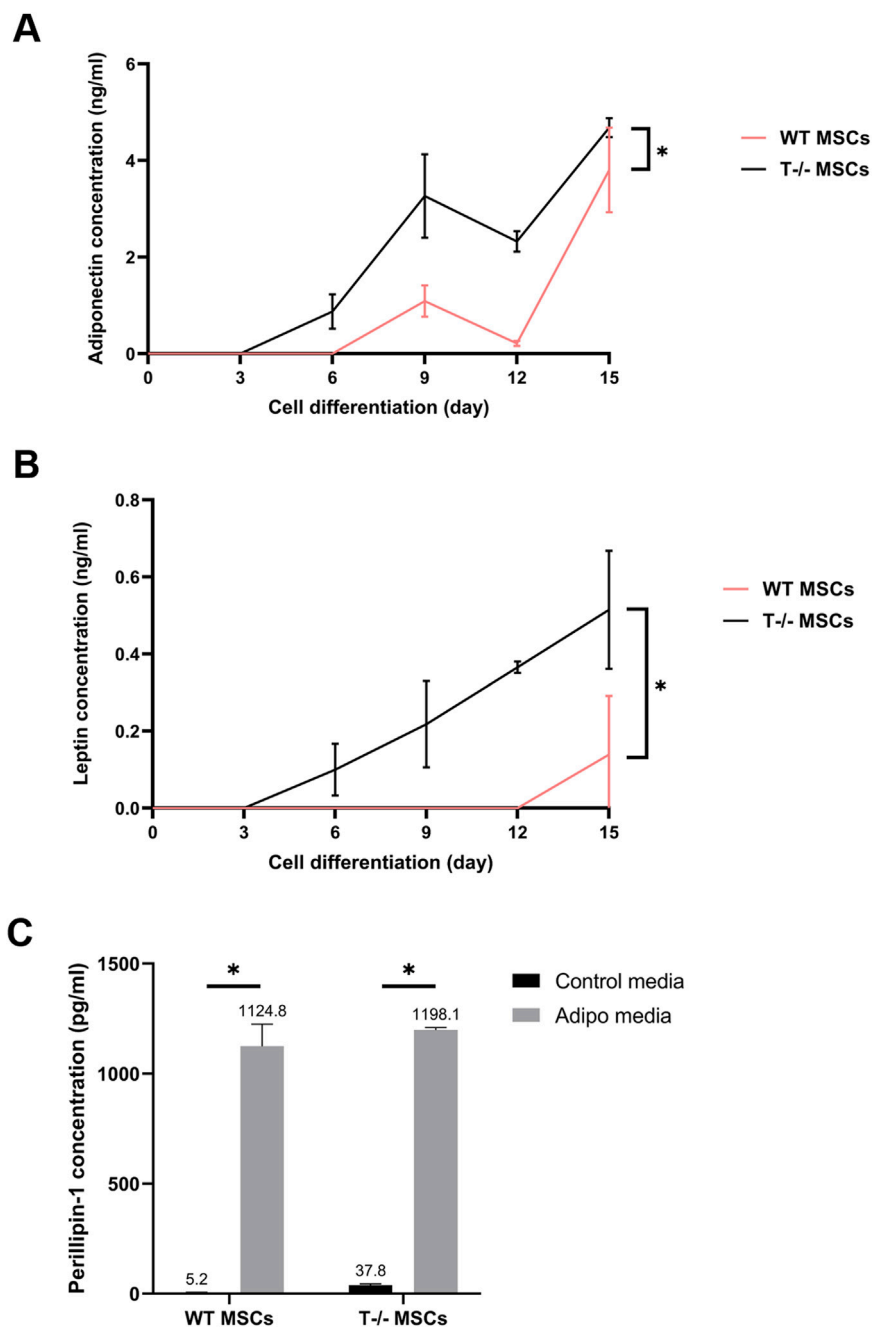 A
Adiponectin concentration (ng/ml)
6
4
2
0
0 3 6 9 12 15
Cell differentiation (day)
*
WT MSCs
T-/- MSCs
B
Leptin concentration (ng/ml)
0.8
0.6
0.4
0.2
0.0
0 3 6 9 12 15
Cell differentiation (day)
*
WT MSCs
T-/- MSCs
C
Perillipin-1 concentration (pg/ml)
1500
1000
500
0
* *
1124.8 1198.1
5.2 37.8
WT MSCs T-/- MSCs
Control media
Adipo media